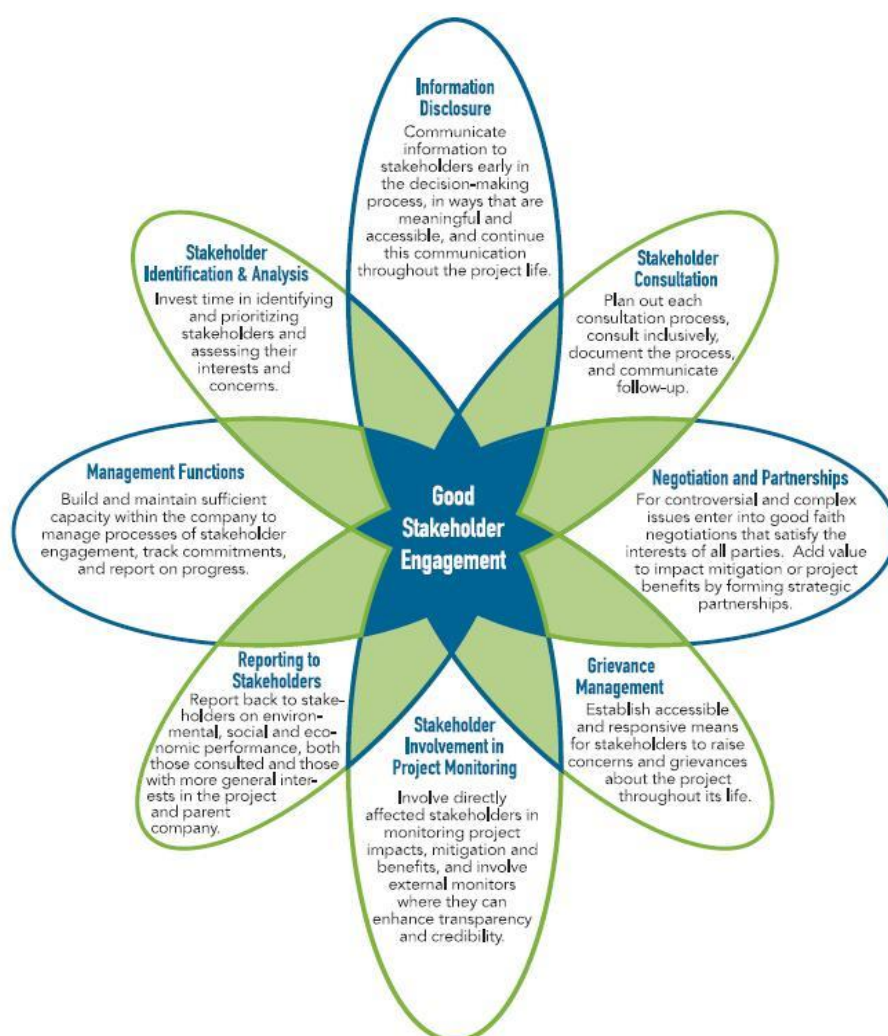 Information
Disclosure
Communicate
information to
stakeholders early in
the decision-making
process, in ways that are
meaningful and
accessible, and continue
this communication
throughout the project life.
Stakeholder
Identification & Analysis
Invest time in identifying
and prioritizing
stakeholders and
assessing their
interests and
concerns.
Stakeholder
Consultation
Plan out each
consultation process,
consult inclusively,
document the process,
and communicate
follow-up.
Management Functions
Build and maintain sufficient
capacity within the company to
manage processes of stakeholder
engagement, track commitments,
and report on progress.
Good
Stakeholder
Engagement
Negotiation and Partnerships
For controversial and complex
issues enter into good faith
negotiations that satisfy the
interests of all parties. Add value
to impact mitigation or project
benefits by forming strategic
partnerships.
Reporting to
Stakeholders
Report back to stake-
holders on environ-
mental, social and eco-
nomic performance, both
those consulted and those
with more general inter-
ests in the project
and parent
company.
Stakeholder
Involvement in
Project Monitoring
Involve directly
affected stakeholders in
monitoring project
impacts, mitigation and
benefits, and involve
external monitors
where they can
enhance transparency
and credibility.
Grievance
Management
Establish accessible
and responsive means
for stakeholders to raise
concerns and grievances
about the project
throughout its life.